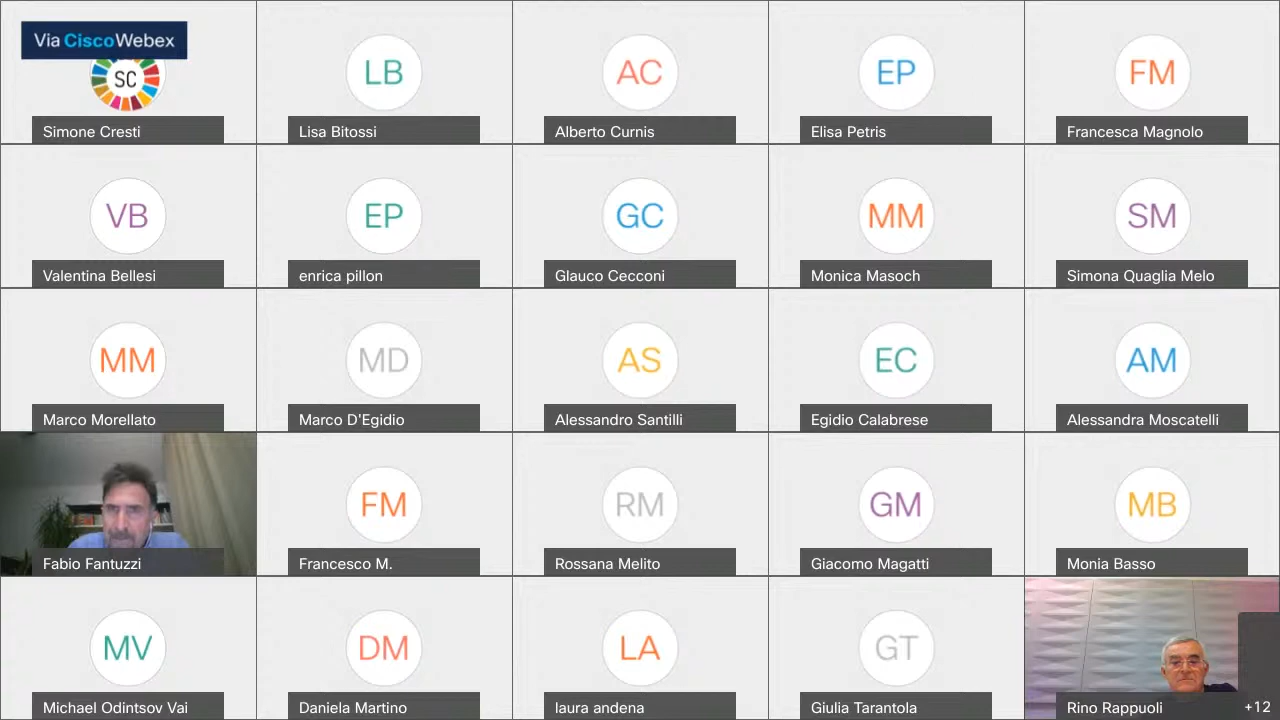 Via Cisco Webex
SC
LB
AC
EP
FM
Simone Cresti
Lisa Bitossi
Alberto Curnis
Elisa Petris
Francesca Magnolo
VB
EP
GC
MM
SM
Valentina Bellesi
enrica pillon
Glauco Cecconi
Monica Masoch
Simona Quaglia Melo
MM
MD
AS
EC
AM
Marco Morellato
Marco D'Egidio
Alessandro Santilli
Egidio Calabrese
Alessandra Moscatelli
FM
RM
GM
MB
Fabio Fantuzzi
Francesco M.
Rossana Melito
Giacomo Magatti
Monia Basso
MV
DM
LA
GT
Michael Odintsov Vai
Daniela Martino
laura andena
Giulia Tarantola
Rino Rappuoli
+12